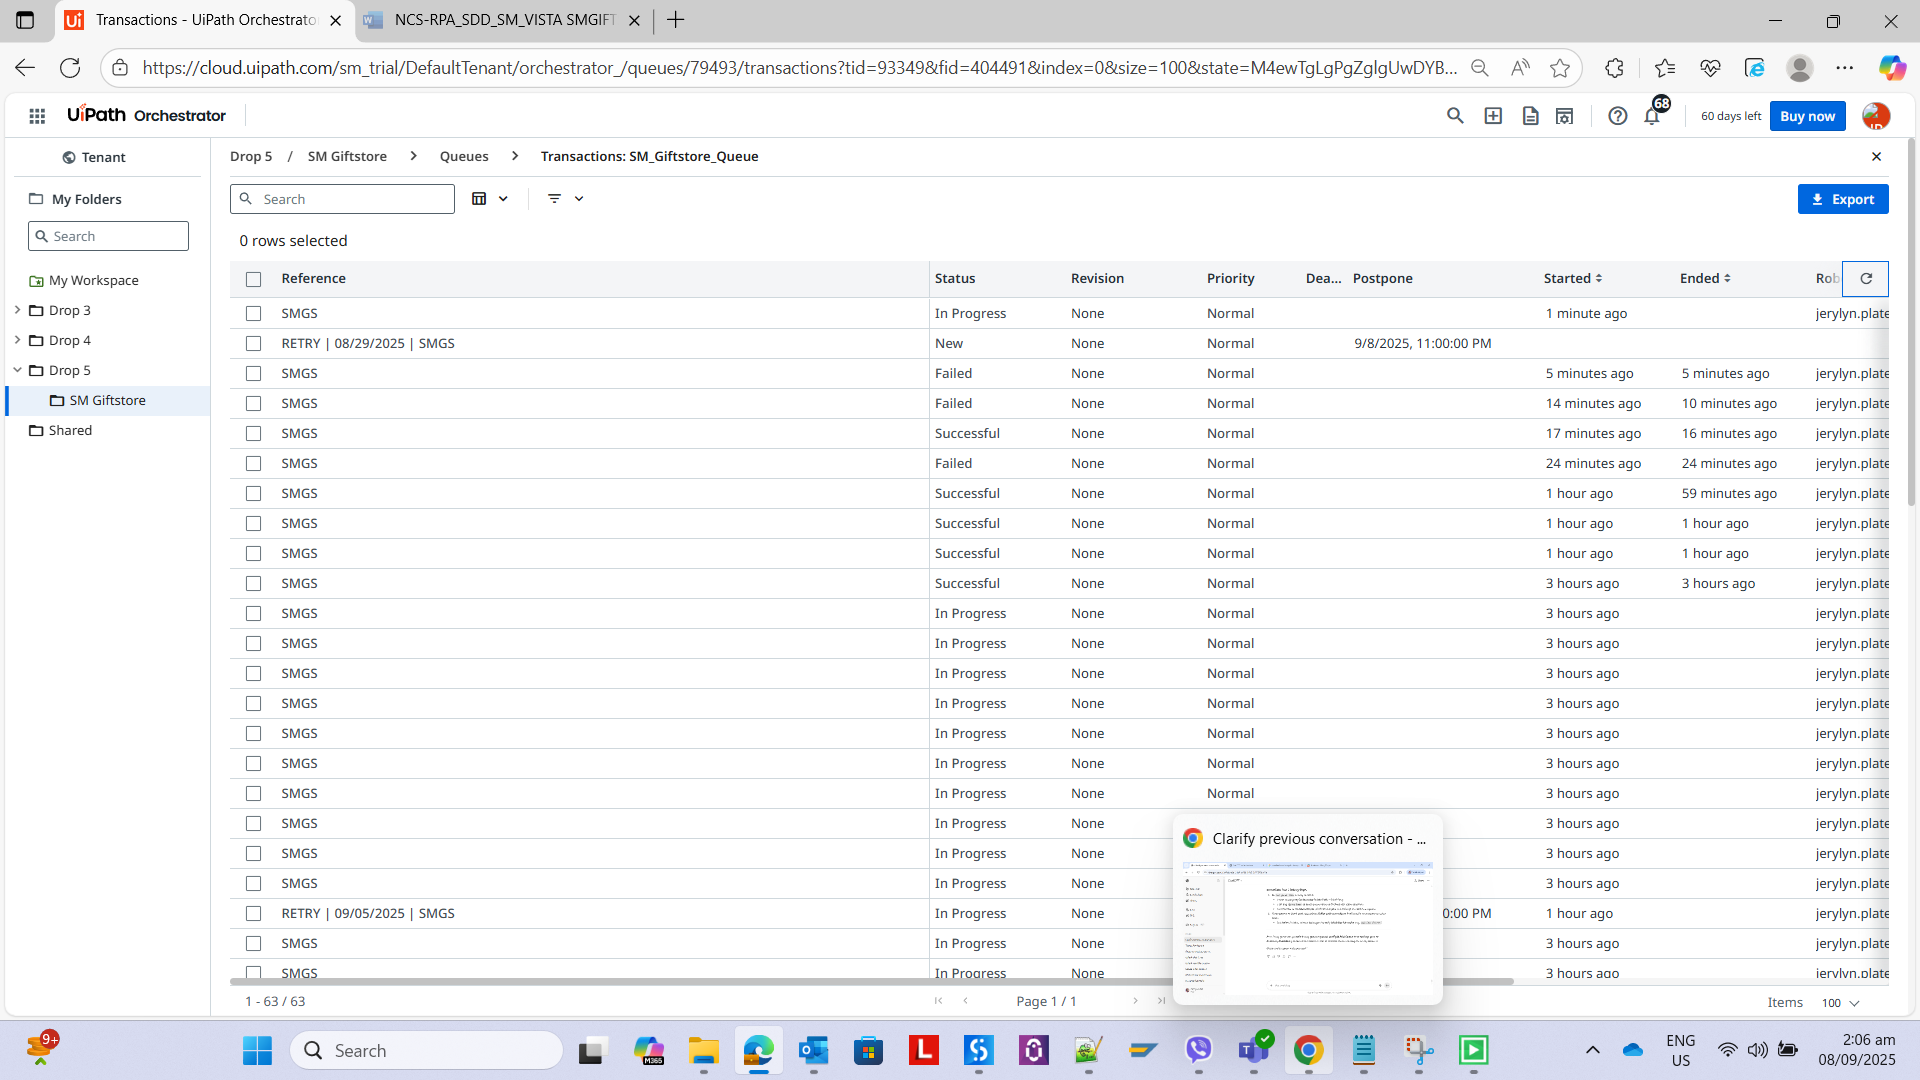 Transactions - UiPath Orchestrato
NCS-RPA_SDD_SM_VISTA SMGIFT
https://cloud.uipath.com/sm_trial/DefaultTenant/orchestrator_/queues/79493/transactions?tid=93349&fid=404491&index=0&size=100&state=M4ewTgLgPgZglgUwDYB...
UiPath Orchestrator
68
60 days left
Buy now
Tenant
Drop 5 / SM Giftstore > Queues > Transactions: SM_Giftstore_Queue
My Folders
Search
Search
Export
0 rows selected
My Workspace
Drop 3
Drop 4
Drop 5
SM Giftstore
Shared
Reference Status Revision Priority Dea... Postpone Started Ended Rob
SMGS In Progress None Normal 1 minute ago jerylyn.plate
RETRY | 08/29/2025 | SMGS New None Normal 9/8/2025, 11:00:00 PM
SMGS Failed None Normal 5 minutes ago 5 minutes ago jerylyn.plate
SMGS Failed None Normal 14 minutes ago 10 minutes ago jerylyn.plate
SMGS Successful None Normal 17 minutes ago 16 minutes ago jerylyn.plate
SMGS Failed None Normal 24 minutes ago 24 minutes ago jerylyn.plate
SMGS Successful None Normal 1 hour ago 59 minutes ago jerylyn.plate
SMGS Successful None Normal 1 hour ago 1 hour ago jerylyn.plate
SMGS Successful None Normal 1 hour ago 1 hour ago jerylyn.plate
SMGS Successful None Normal 3 hours ago 3 hours ago jerylyn.plate
SMGS In Progress None Normal 3 hours ago jerylyn.plate
SMGS In Progress None Normal 3 hours ago jerylyn.plate
SMGS In Progress None Normal 3 hours ago jerylyn.plate
SMGS In Progress None Normal 3 hours ago jerylyn.plate
SMGS In Progress None Normal 3 hours ago jerylyn.plate
SMGS In Progress None Normal 3 hours ago jerylyn.plate
SMGS In Progress None Normal 3 hours ago jerylyn.plate
SMGS In Progress None 3 hours ago jerylyn.plate
SMGS In Progress None 3 hours ago jerylyn.plate
SMGS In Progress None 3 hours ago jerylyn.plate
RETRY | 09/05/2025 | SMGS In Progress None 0:00 PM 1 hour ago jerylyn.plate
SMGS In Progress None 3 hours ago jerylyn.plate
SMGS In Progress None 3 hours ago jerylyn.plate
Clarify previous conversation - ...
1 - 63 / 63
Page 1 / 1
Items 100
9+
Search
M365
ENG
US
2:06 am
08/09/2025